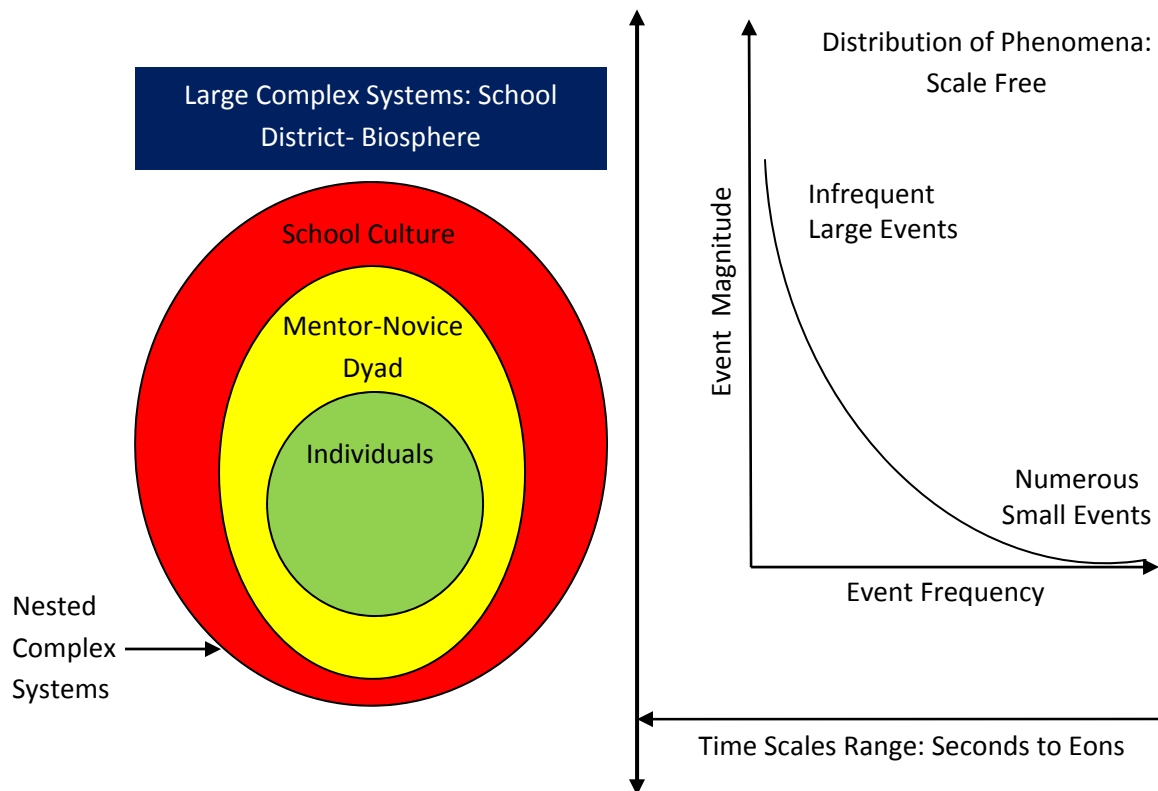 Large Complex Systems: School
District- Biosphere
School Culture
Mentor-Novice
Dyad
Individuals
Nested
Complex
Systems
Distribution of Phenomena:
Scale Free
Event Magnitude
Infrequent
Large Events
Numerous
Small Events
Event Frequency
Time Scales Range: Seconds to Eons